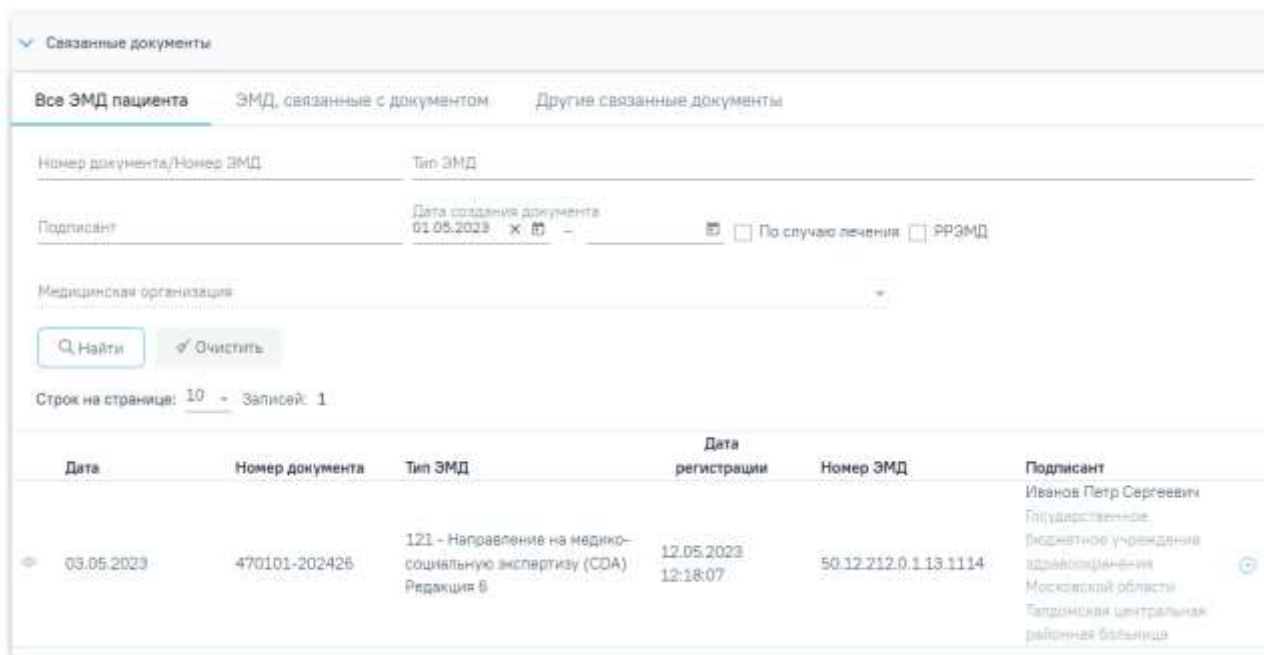 Связанные документы
Все ЭМД пациента ЭМД, связанные с документом Другие связанные документы
Номер документа/Номер ЭМД Тип ЭМД
Дата создания документа
Подписант 01.05.2023 – По случаю лечения РРЭМД
Медицинская организация
Найти Очистить
Строк на странице: 10 Записей: 1
Дата Номер документа Тип ЭМД Дата регистрации Номер ЭМД Подписант
03.05.2023 470101-202426
121 - Направление на медико-
социальную экспертизу (CDA)
Редакция 6
12.05.2023
12:18:07
50.12.212.0.1.13.1114
Иванов Петр Сергеевич
Государственное
бюджетное учреждение
здравоохранения
Московской области
Талдомская центральная
районная больница